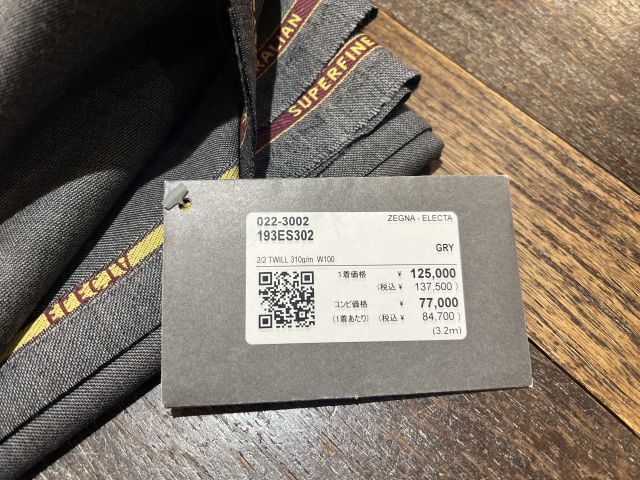 RALIAN
SUPERFINE
022-3002
ZEGNA - ELECTA
193ES302
GRY
2/2 TWILL 310g/m W100
1着価格 ¥ 125,000
(税込 ¥ 137,500)
コンビ価格 ¥ 77,000
(1着あたり) (税込 ¥ 84,700)
(3.2m)